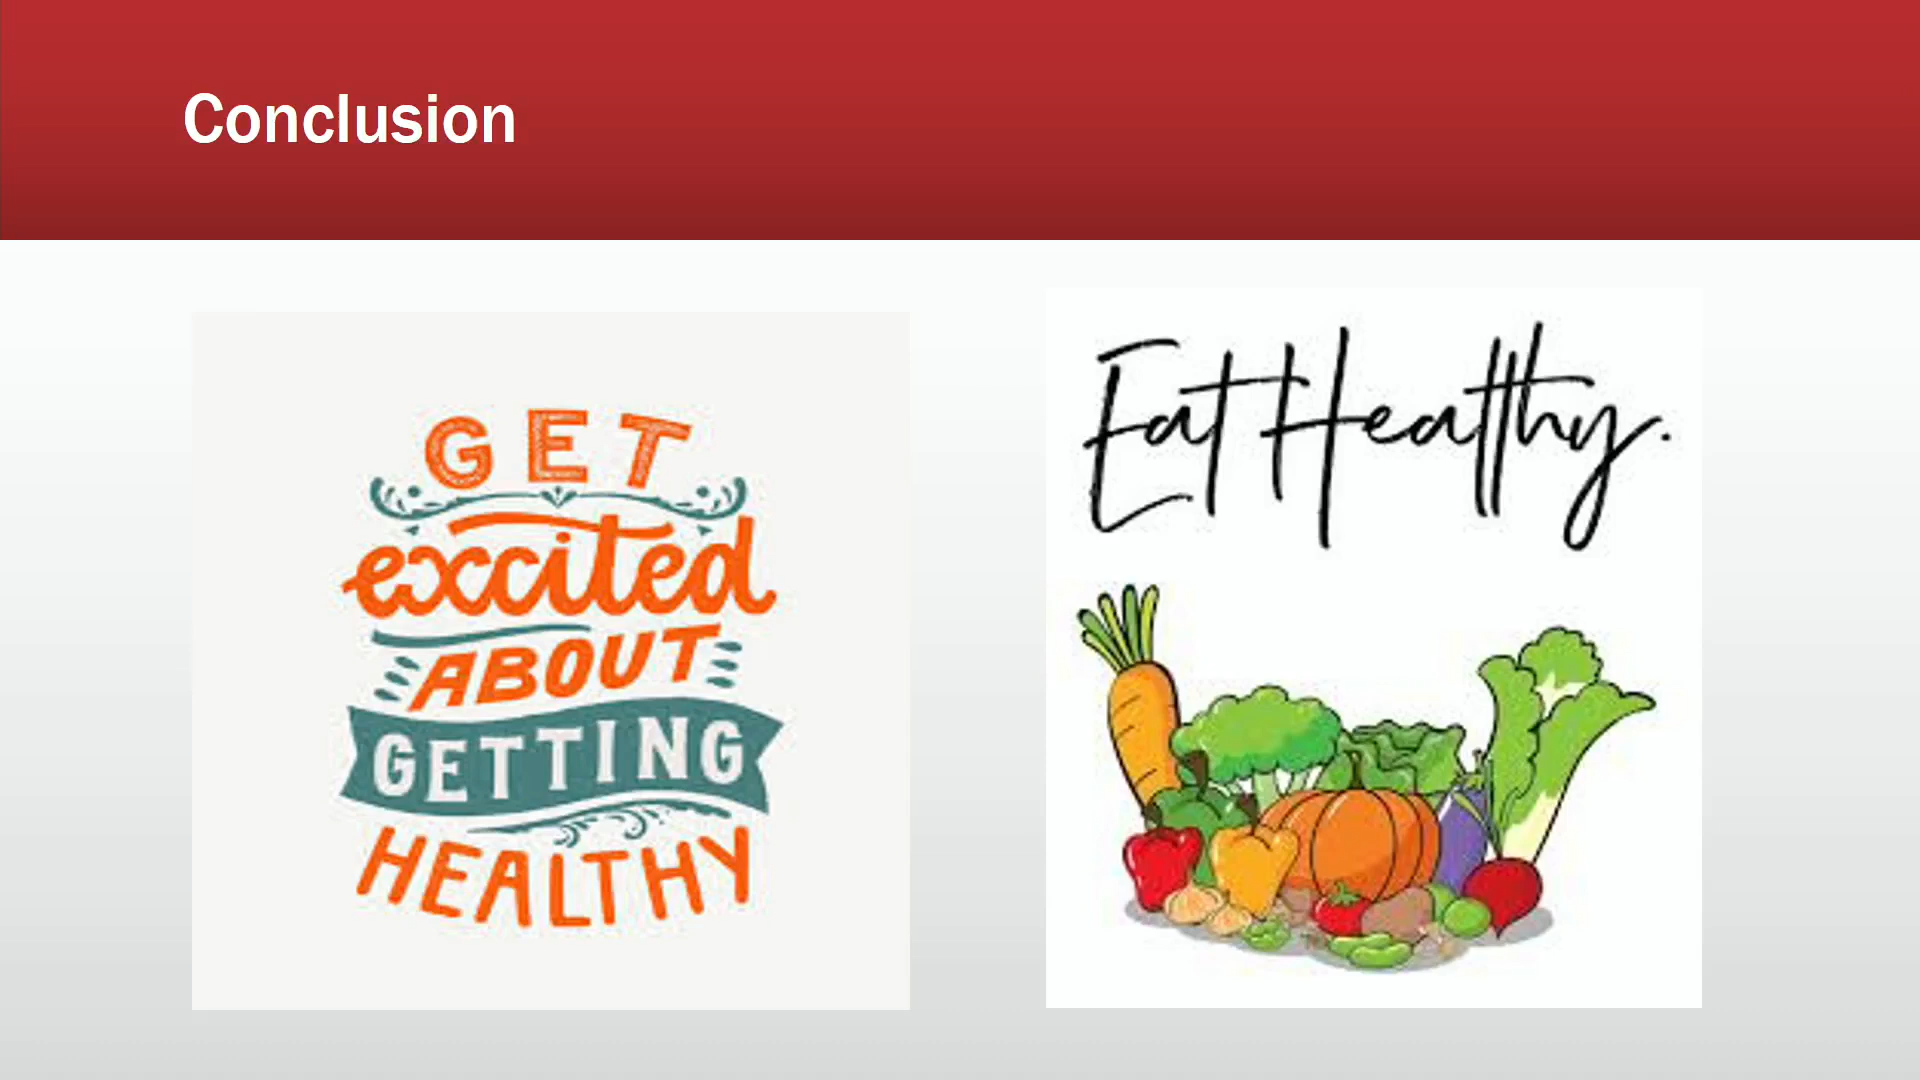 Conclusion
GET
excited
ABOUT
GETTING
HEALTHY
Eat Healthy.